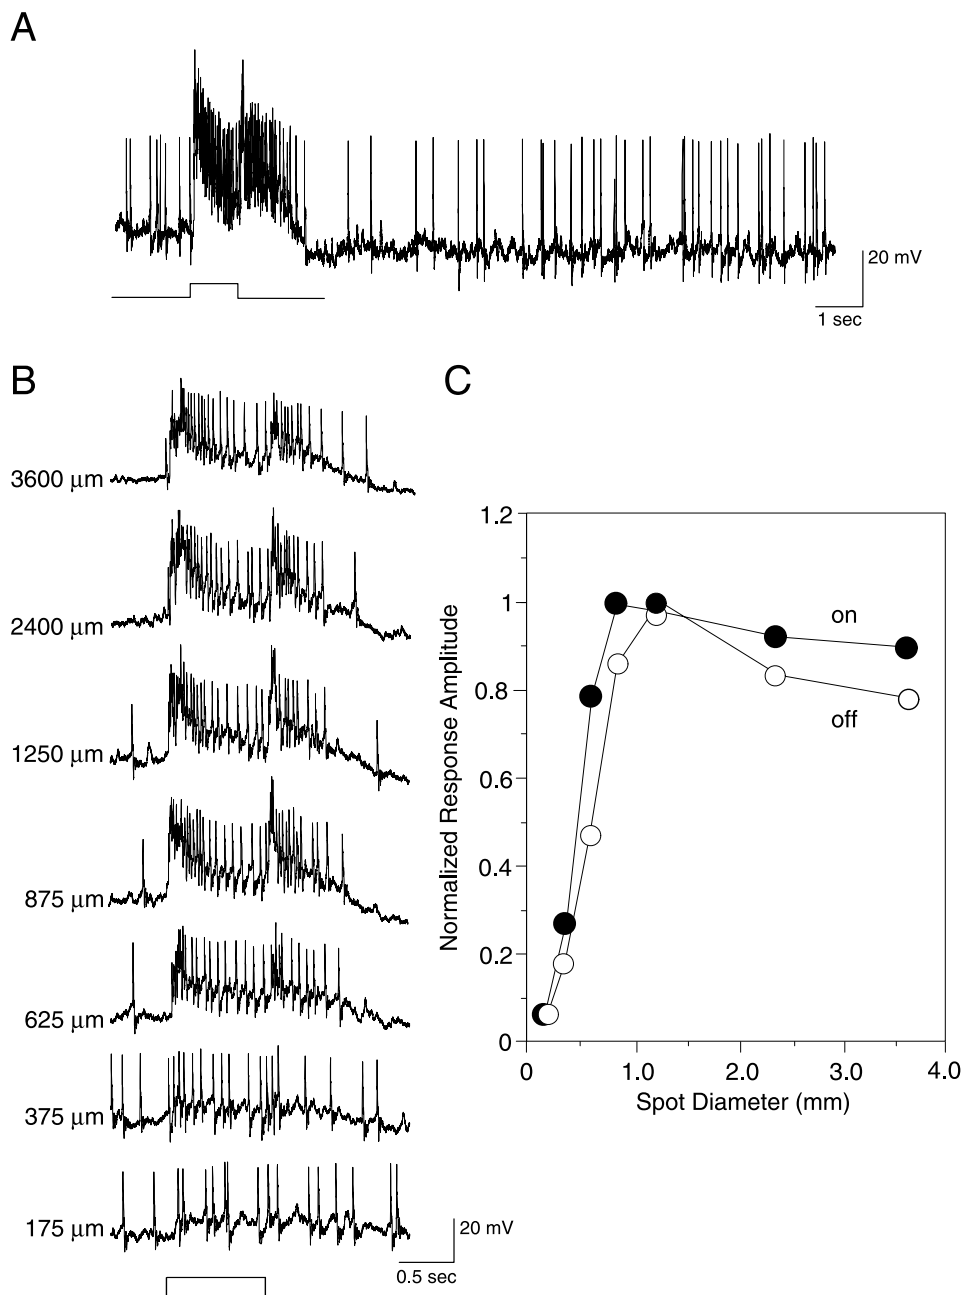 A
20 mV
1 sec
B
C
3600 μm
2400 μm
1250 μm
875 μm
625 μm
375 μm
175 μm
20 mV
0.5 sec
1.2
1
0.8
0.6
0.4
0.2
0
Normalized Response Amplitude
on
off
0 1.0 2.0 3.0 4.0
Spot Diameter (mm)